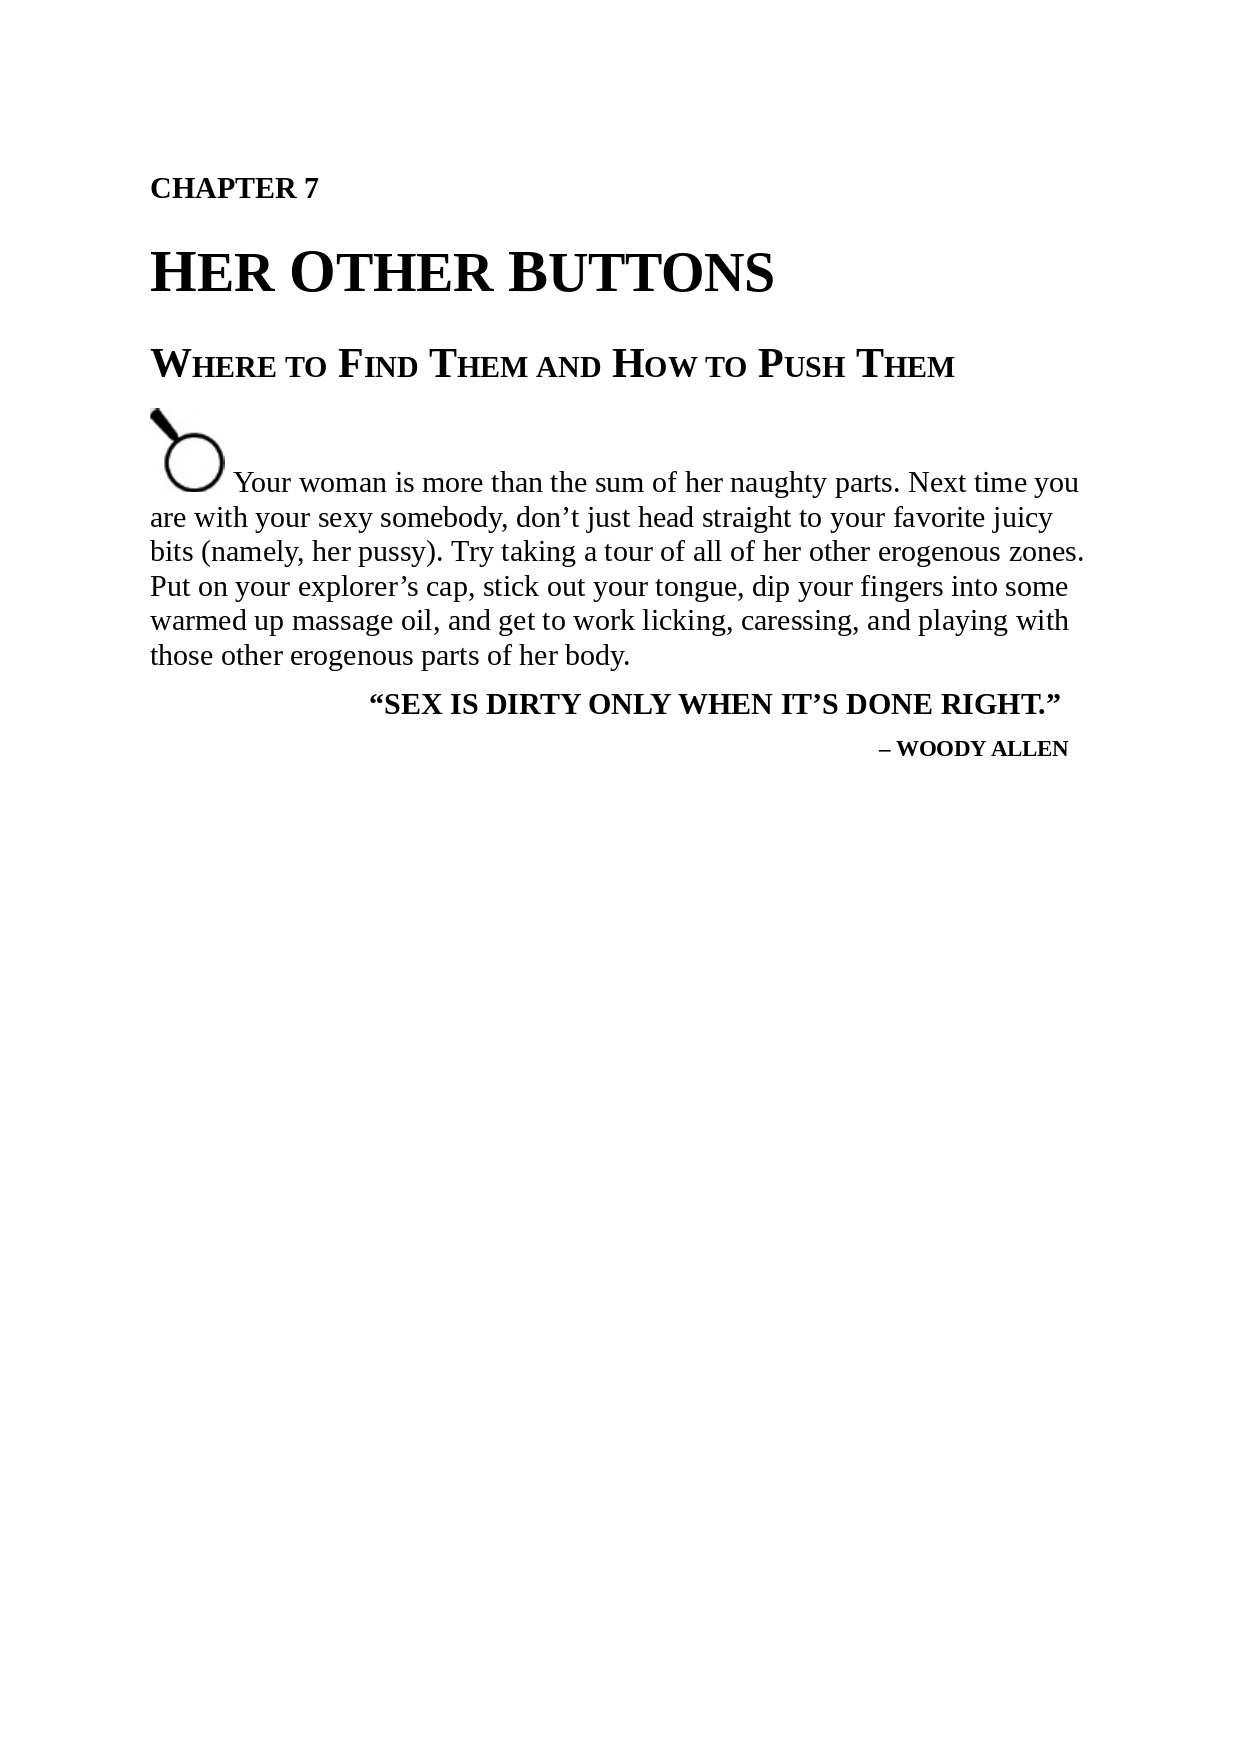 CHAPTER 7
HER OTHER BUTTONS
WHERE TO FIND THEM AND HOW TO PUSH THEM
Your woman is more than the sum of her naughty parts. Next time you
are with your sexy somebody, don’t just head straight to your favorite juicy
bits (namely, her pussy). Try taking a tour of all of her other erogenous zones.
Put on your explorer’s cap, stick out your tongue, dip your fingers into some
warmed up massage oil, and get to work licking, caressing, and playing with
those other erogenous parts of her body.
“SEX IS DIRTY ONLY WHEN IT’S DONE RIGHT.”
– WOODY ALLEN